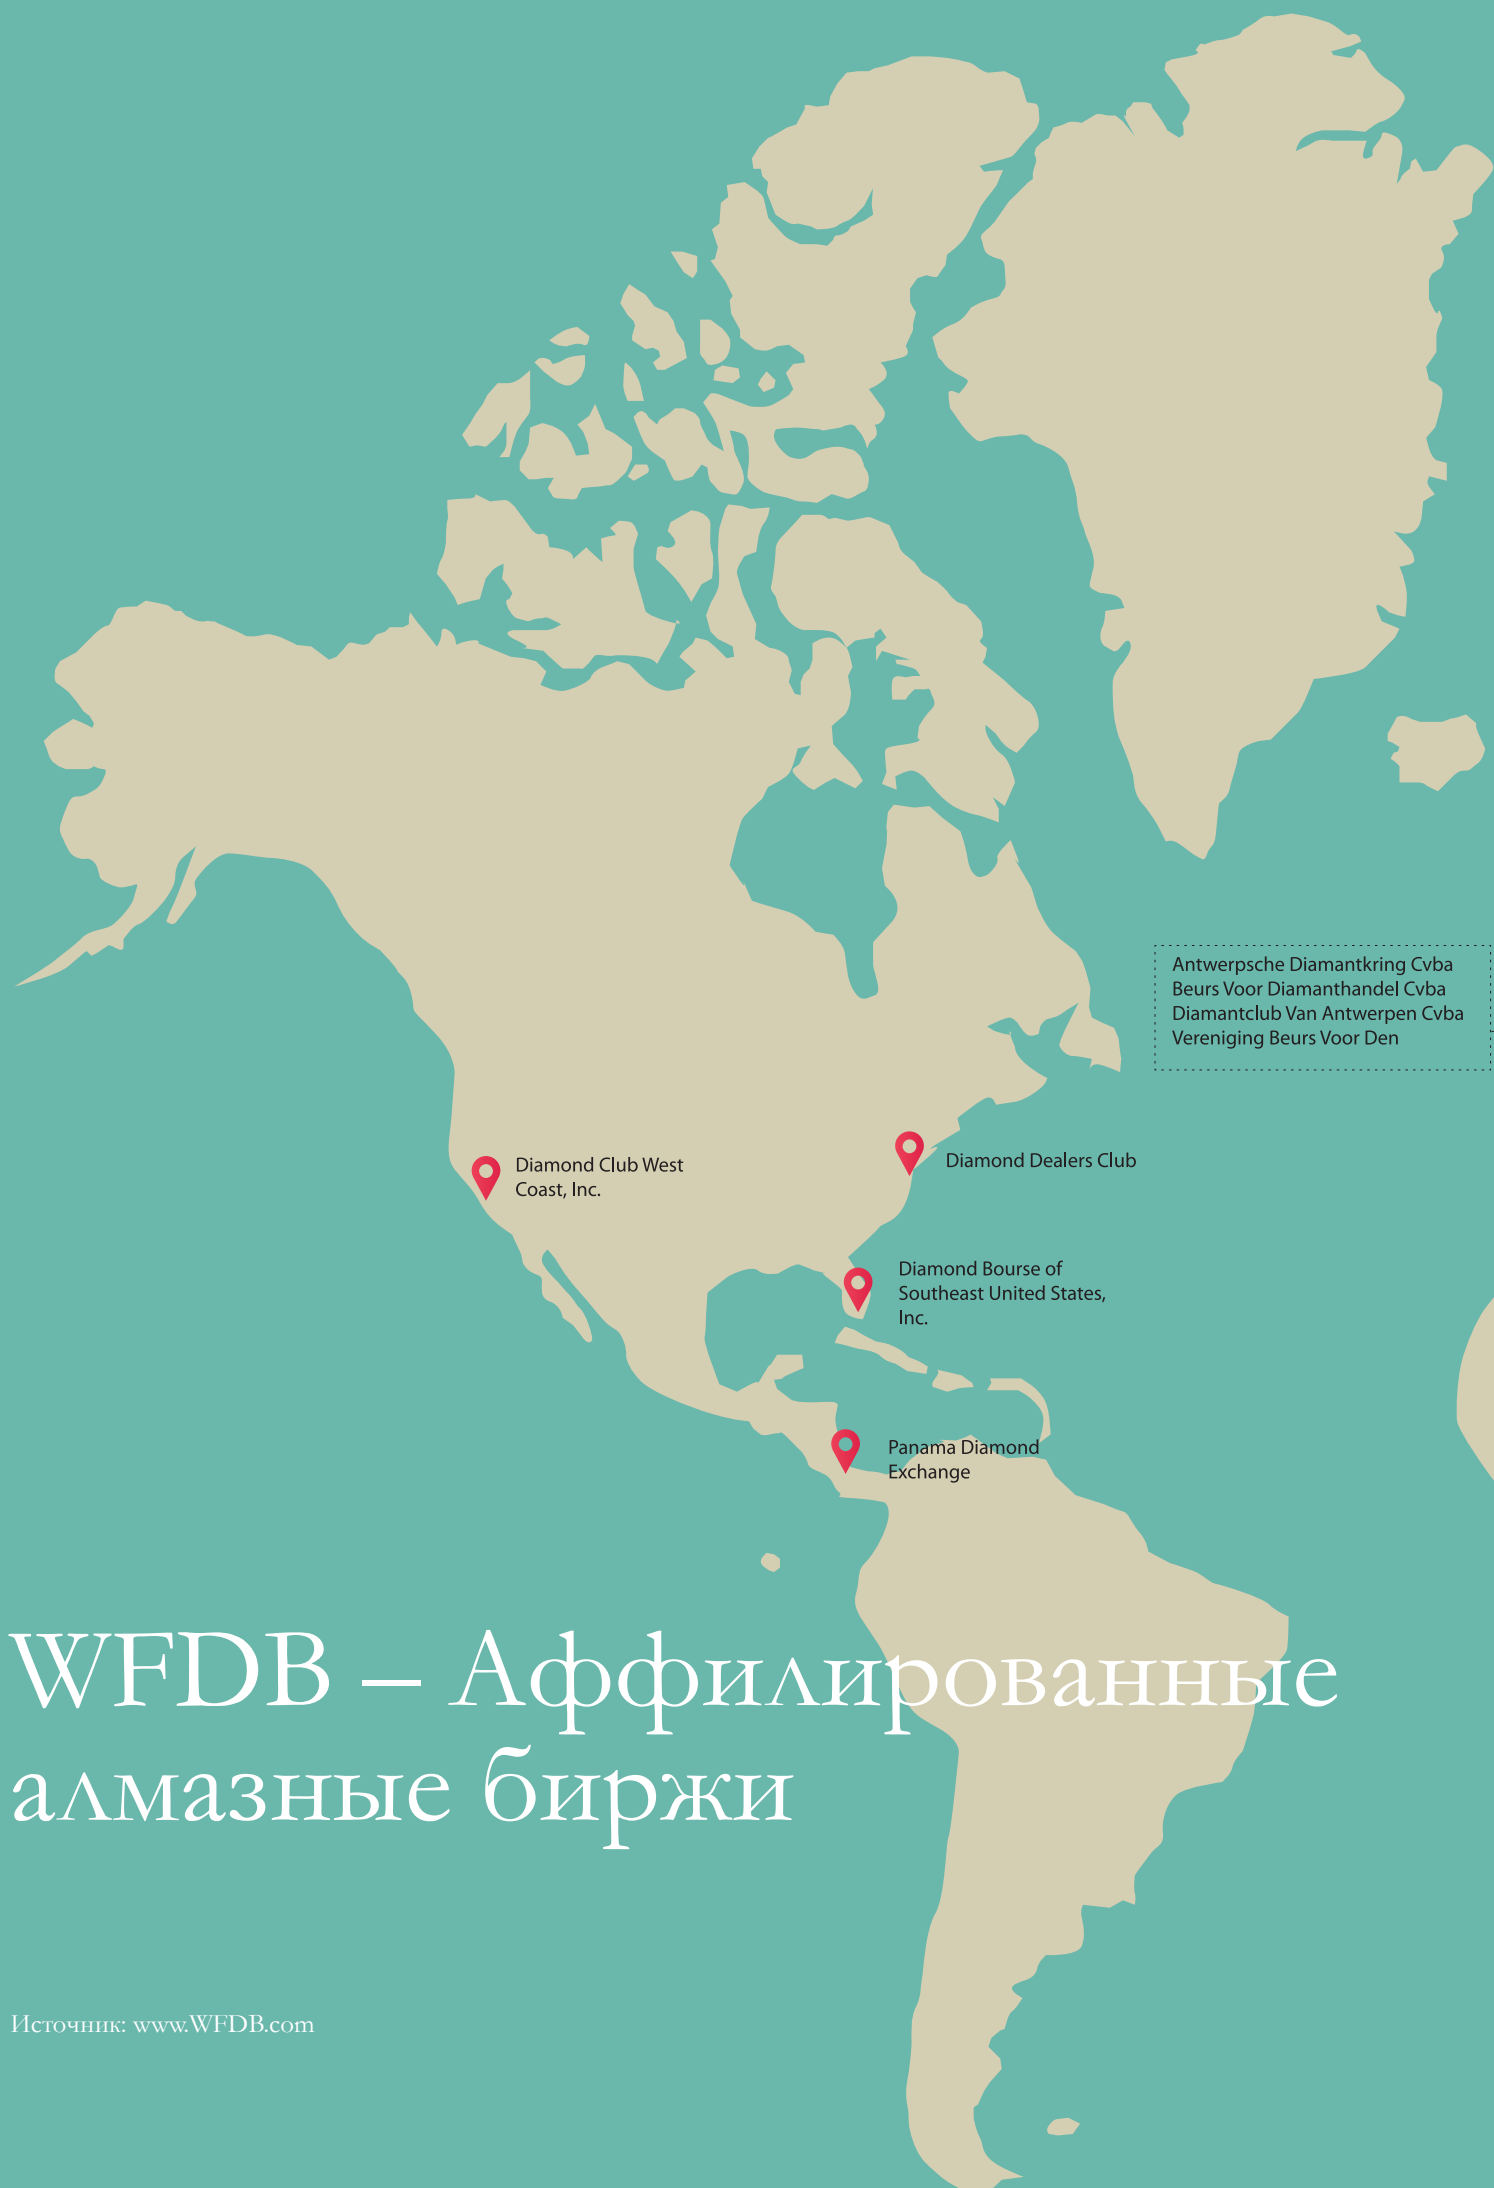 Antwerpsche Diamantkring Cvba
Beurs Voor Diamanthandel Cvba
Diamantclub Van Antwerpen Cvba
Vereniging Beurs Voor Den
Diamond Club West
Coast, Inc.
Diamond Dealers Club
Diamond Bourse of
Southeast United States,
Inc.
Panama Diamond
Exchange
WFDB – Аффилированные
алмазные биржи
Источник: www.WFDB.com